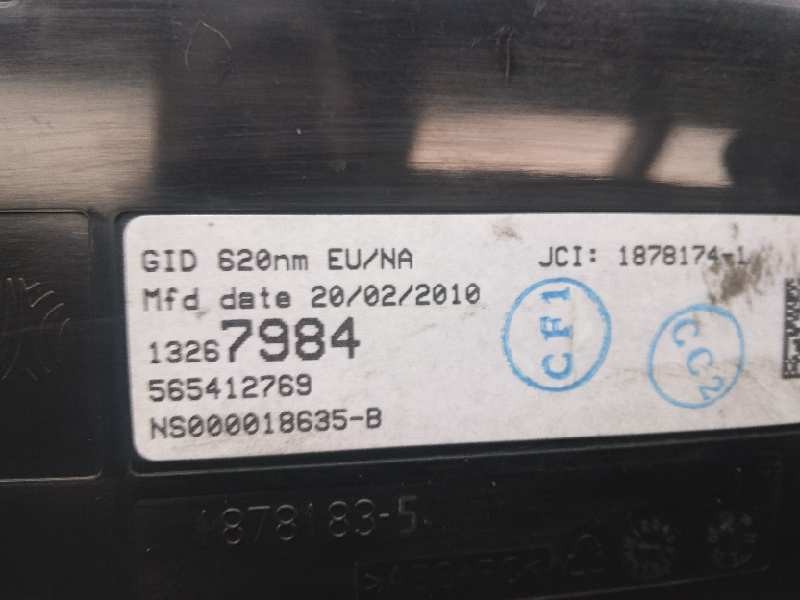 GID 620nm EU/NA JCI: 1878174-1
Mfd date 20/02/2010
13267984
565412769
NS000018635-B
CF1
CC2
1878183-5